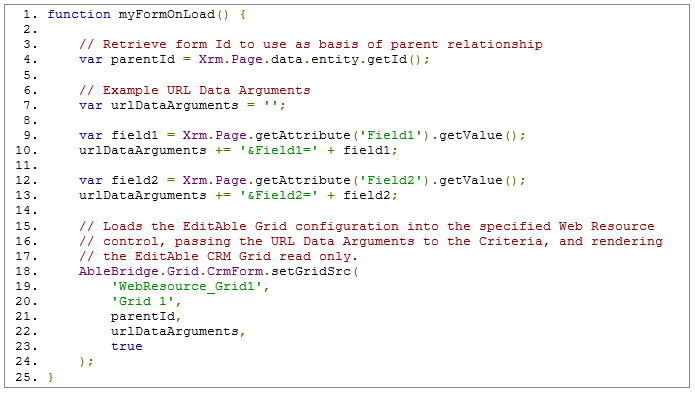 1. function myFormOnLoad() {
2.
3.     // Retrieve form Id to use as basis of parent relationship
4.     var parentId = Xrm.Page.data.entity.getId();
5.
6.     // Example URL Data Arguments
7.     var urlDataArguments = '';
8.
9.     var field1 = Xrm.Page.getAttribute('Field1').getValue();
10.     urlDataArguments += '&Field1=' + field1;
11.
12.     var field2 = Xrm.Page.getAttribute('Field2').getValue();
13.     urlDataArguments += '&Field2=' + field2;
14.
15.     // Loads the EditAble Grid configuration into the specified Web Resource
16.     // control, passing the URL Data Arguments to the Criteria, and rendering
17.     // the EditAble CRM Grid read only.
18.     AbleBridge.Grid.CrmForm.setGridSrc(
19.         'WebResource_Grid1',
20.         'Grid 1',
21.         parentId,
22.         urlDataArguments,
23.         true
24.     );
25. }